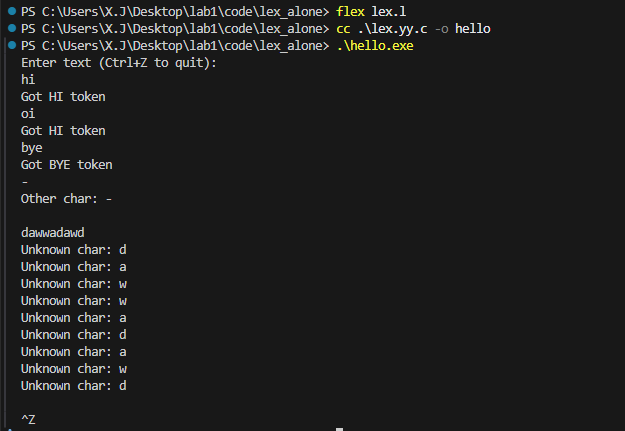 PS C:\Users\X.J\Desktop\lab1\code\lex_alone> flex lex.l
PS C:\Users\X.J\Desktop\lab1\code\lex_alone> cc .\lex.yy.c -o hello
PS C:\Users\X.J\Desktop\lab1\code\lex_alone> .\hello.exe
Enter text (Ctrl+Z to quit):
hi
Got HI token
oi
Got HI token
bye
Got BYE token
-
Other char: -
dawwadawd
Unknown char: d
Unknown char: a
Unknown char: w
Unknown char: w
Unknown char: a
Unknown char: d
Unknown char: a
Unknown char: w
Unknown char: d
^Z